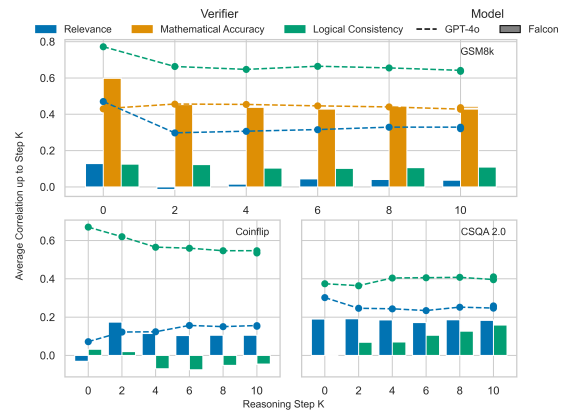 Verifier Model
Relevance Mathematical Accuracy Logical Consistency GPT-4o Falcon
0.8
0.6
0.4
0.2
0.0
GSM8k
0 2 4 6 8 10
Average Correlation up to Step K
0.6
0.4
0.2
0.0
Coinflip
CSQA 2.0
0 2 4 6 8 10
0 2 4 6 8 10
Reasoning Step K